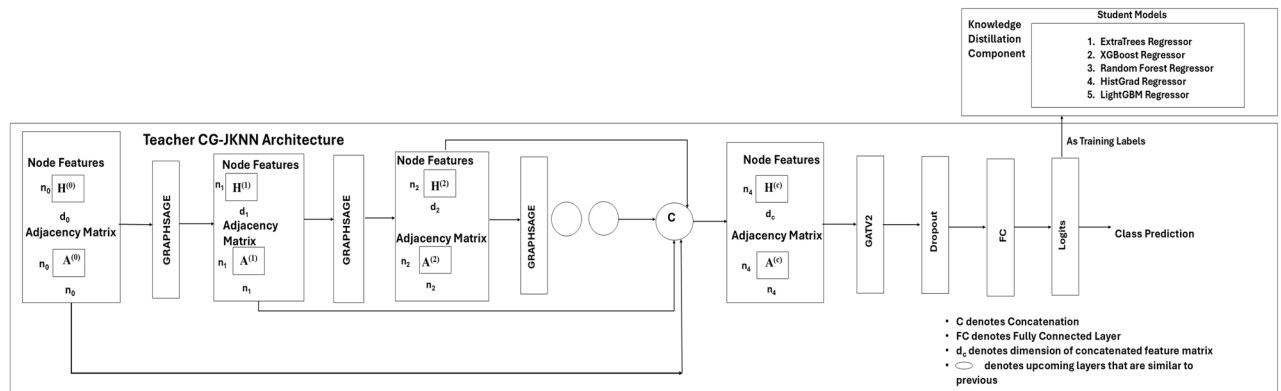 Student Models
Knowledge
Distillation
Component
1. ExtraTrees Regressor
2. XGBoost Regressor
3. Random Forest Regressor
4. HistGrad Regressor
5. LightGBM Regressor
Teacher CG-JKNN Architecture
As Training Labels
Node Features
n0 H(0)
d0
Adjacency Matrix
n0 A(0)
n0
GRAPHSAGE
Node Features
n1 H(1)
d1
Adjacency
Matrix
n1 A(1)
n1
GRAPHSAGE
Node Features
n2 H(2)
d2
Adjacency Matrix
n2 A(2)
n2
GRAPHSAGE
C
Node Features
n4 H(c)
dc
Adjacency Matrix
n4 A(c)
n4
GATV2
Dropout
FC
Logits
Class Prediction
• C denotes Concatenation
• FC denotes Fully Connected Layer
• dc denotes dimension of concatenated feature matrix
• denotes upcoming layers that are similar to
previous